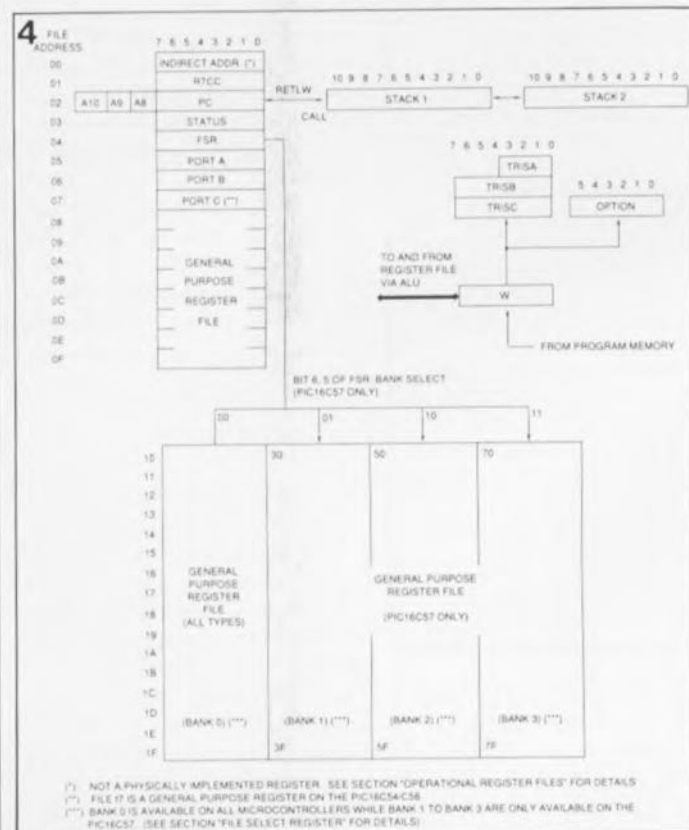 4
FILE
ADDRESS
7 6 5 4 3 2 1 0
00 INDIRECT ADDR (*)
01 RTCC
02 A10 A9 A8 PC
03 STATUS
04 FSR
05 PORT A
06 PORT B
07 PORT C (**)
08
09
0A GENERAL
0B PURPOSE
0C REGISTER
0D FILE
0E
0F
RETLW
CALL
10 9 8 7 6 5 4 3 2 1 0
STACK 1
10 9 8 7 6 5 4 3 2 1 0
STACK 2
7 6 5 4 3 2 1 0
TRISA
TRISB
TRISC
5 4 3 2 1 0
OPTION
TO AND FROM
REGISTER FILE
VIA ALU
W
FROM PROGRAM MEMORY
BIT 6, 5 OF FSR: BANK SELECT
(PIC16C57 ONLY)
00 01 10 11
10 30 50 70
11
12
13
14
15
16
17
18
19
1A
1B
1C
1D
1E
1F 3F 5F 7F
GENERAL
PURPOSE
REGISTER
FILE
(ALL TYPES)
GENERAL PURPOSE
REGISTER FILE
(PIC16C57 ONLY)
(BANK 0) (***) (BANK 1) (***) (BANK 2) (***) (BANK 3) (***)
(*) NOT A PHYSICALLY IMPLEMENTED REGISTER. SEE SECTION "OPERATIONAL REGISTER FILES" FOR DETAILS
(**) FILE f7 IS A GENERAL PURPOSE REGISTER ON THE PIC16C54-C56
(***) BANK 0 IS AVAILABLE ON ALL MICROCONTROLLERS WHILE BANK 1 TO BANK 3 ARE ONLY AVAILABLE ON THE
PIC16C57. (SEE SECTION "FILE SELECT REGISTER" FOR DETAILS)